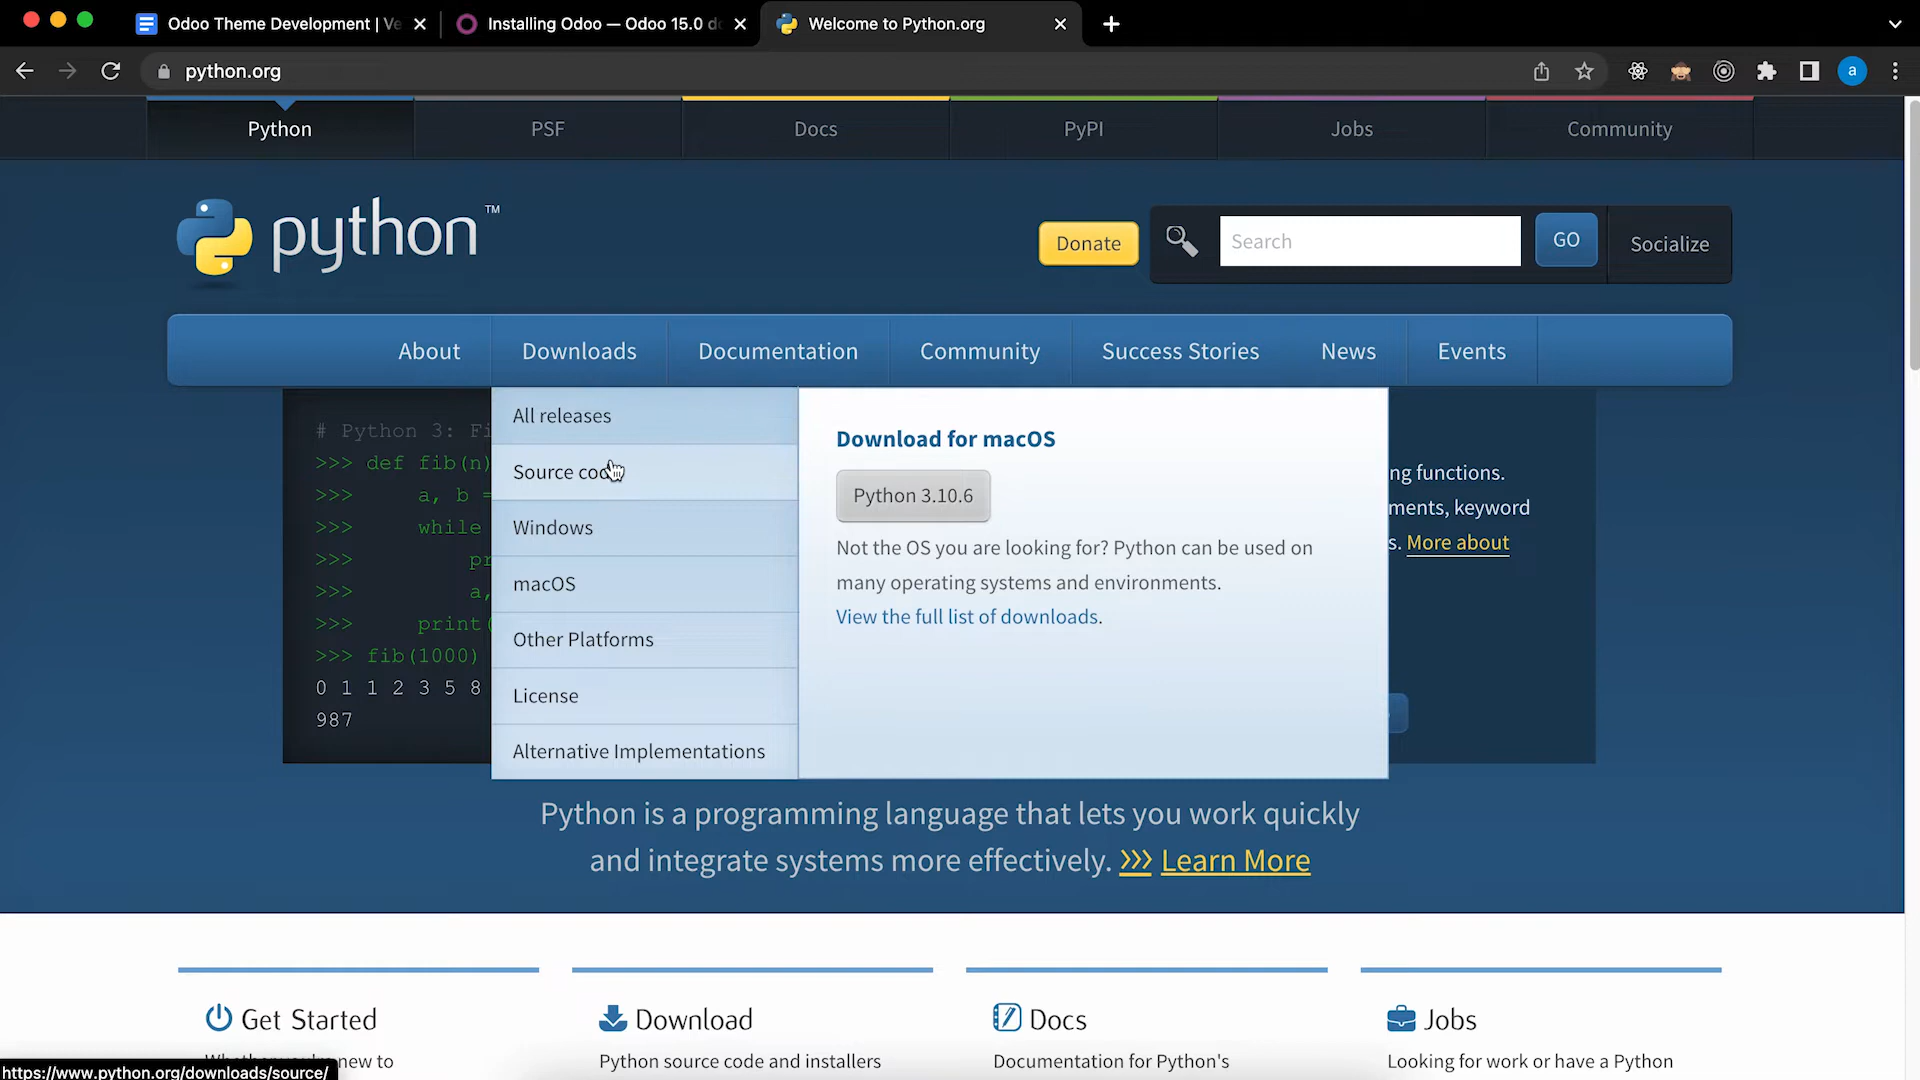 Odoo Theme Development | Ve
Installing Odoo — Odoo 15.0 do
Welcome to Python.org
python.org
a
Python
PSF
Docs
PyPI
Jobs
Community
python™
Donate
Search
GO
Socialize
About
Downloads
Documentation
Community
Success Stories
News
Events
# Python 3: Fi
>>> def fib(n)
>>> a, b =
>>> while
>>> pr
>>> a,
>>> print(
>>> fib(1000)
0 1 1 2 3 5 8
987
All releases
Source code
Windows
macOS
Other Platforms
License
Alternative Implementations
Download for macOS
Python 3.10.6
Not the OS you are looking for? Python can be used on
many operating systems and environments.
View the full list of downloads.
ng functions.
ments, keyword
s. More about
Python is a programming language that lets you work quickly
and integrate systems more effectively. >>> Learn More
Get Started
Download
Docs
Jobs
Whether you're new to
Python source code and installers
Documentation for Python's
Looking for work or have a Python
https://www.python.org/downloads/source/